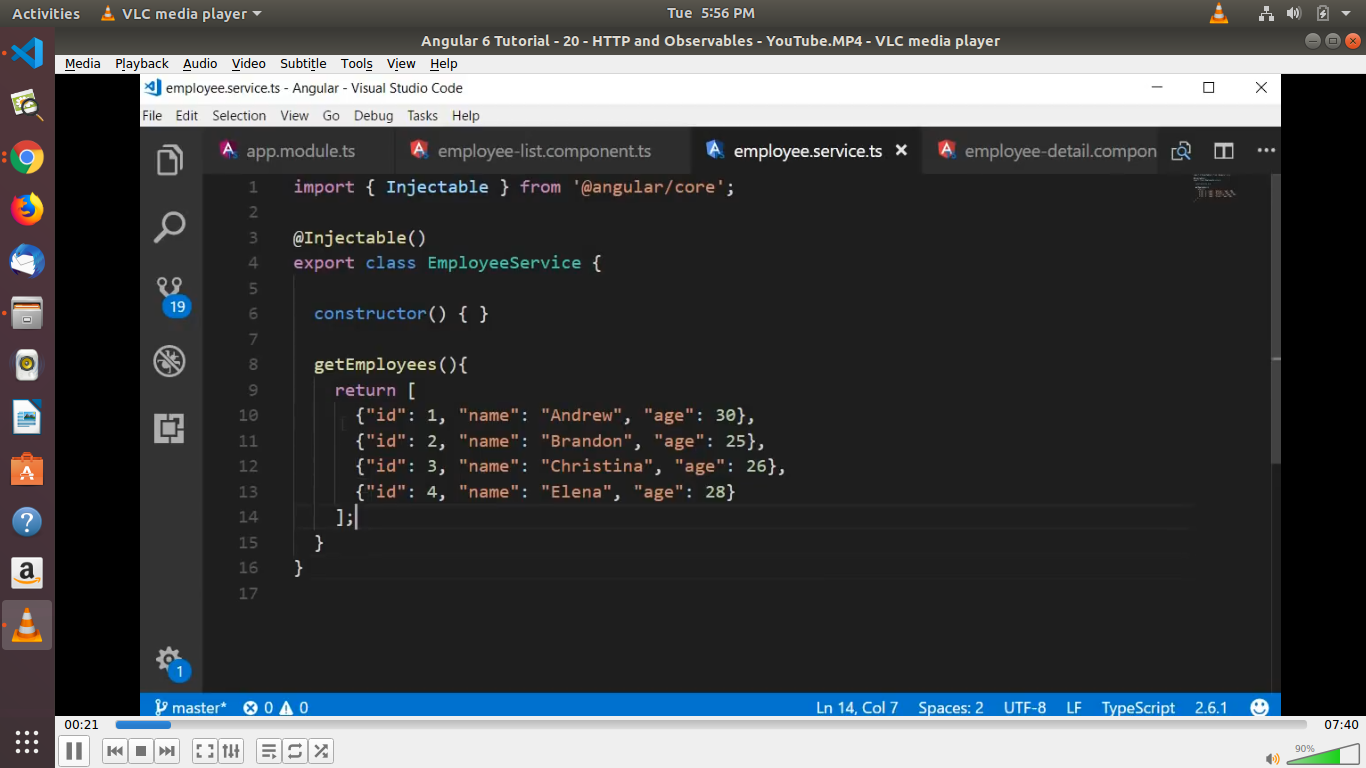 Activities VLC media player Tue 5:56 PM
Angular 6 Tutorial - 20 - HTTP and Observables - YouTube.MP4 - VLC media player
Media Playback Audio Video Subtitle Tools View Help
employee.service.ts - Angular - Visual Studio Code
File Edit Selection View Go Debug Tasks Help
app.module.ts employee-list.component.ts employee.service.ts employee-detail.compon
1 import { Injectable } from '@angular/core';
2
3 @Injectable()
4 export class EmployeeService {
5
6 constructor() { }
7
8 getEmployees(){
9 return [
10 {"id": 1, "name": "Andrew", "age": 30},
11 {"id": 2, "name": "Brandon", "age": 25},
12 {"id": 3, "name": "Christina", "age": 26},
13 {"id": 4, "name": "Elena", "age": 28}
14 ];
15 }
16 }
17
19
1
master* 0 0 Ln 14, Col 7 Spaces: 2 UTF-8 LF TypeScript 2.6.1
00:21 07:40
90%